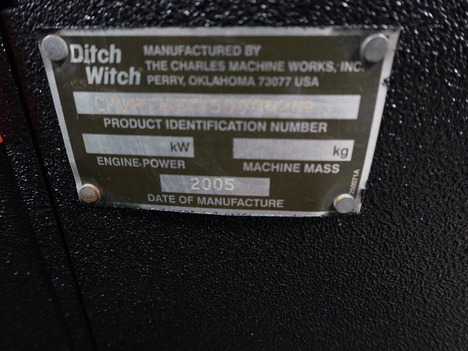 Ditch Witch
MANUFACTURED BY
THE CHARLES MACHINE WORKS, INC.
PERRY, OKLAHOMA 73077 USA
PRODUCT IDENTIFICATION NUMBER
kW
kg
ENGINE POWER
MACHINE MASS
2005
DATE OF MANUFACTURE